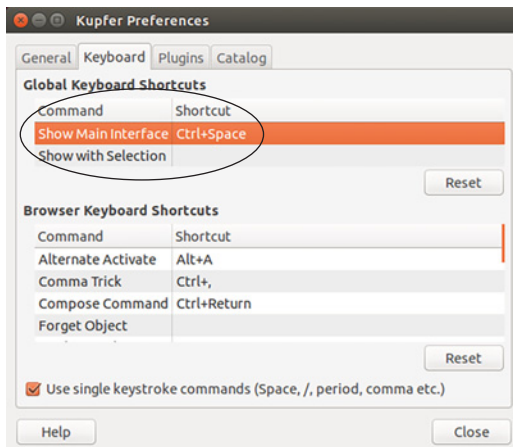 Kupfer Preferences
General Keyboard Plugins Catalog
Global Keyboard Shortcuts
Command Shortcut
Show Main Interface Ctrl+Space
Show with Selection
Reset
Browser Keyboard Shortcuts
Command Shortcut
Alternate Activate Alt+A
Comma Trick Ctrl+,
Compose Command Ctrl+Return
Forget Object
Reset
Use single keystroke commands (Space, /, period, comma etc.)
Help Close